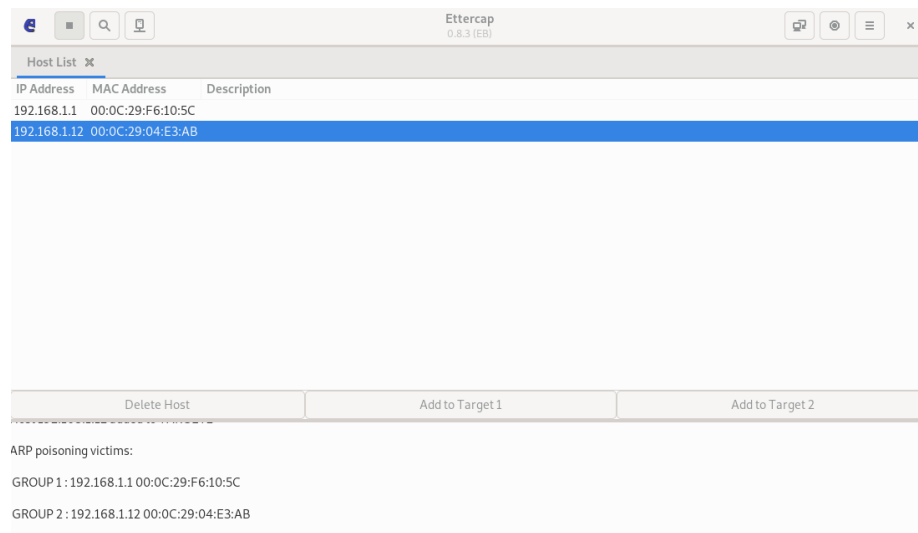 Ettercap
0.8.3 (EB)
Host List
IP Address MAC Address Description
192.168.1.1 00:0C:29:F6:10:5C
192.168.1.12 00:0C:29:04:E3:AB
Delete Host Add to Target 1 Add to Target 2
ARP poisoning victims:
GROUP 1 : 192.168.1.1 00:0C:29:F6:10:5C
GROUP 2 : 192.168.1.12 00:0C:29:04:E3:AB